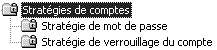 Stratégies de comptes
Stratégie de mot de passe
Stratégie de verrouillage du compte